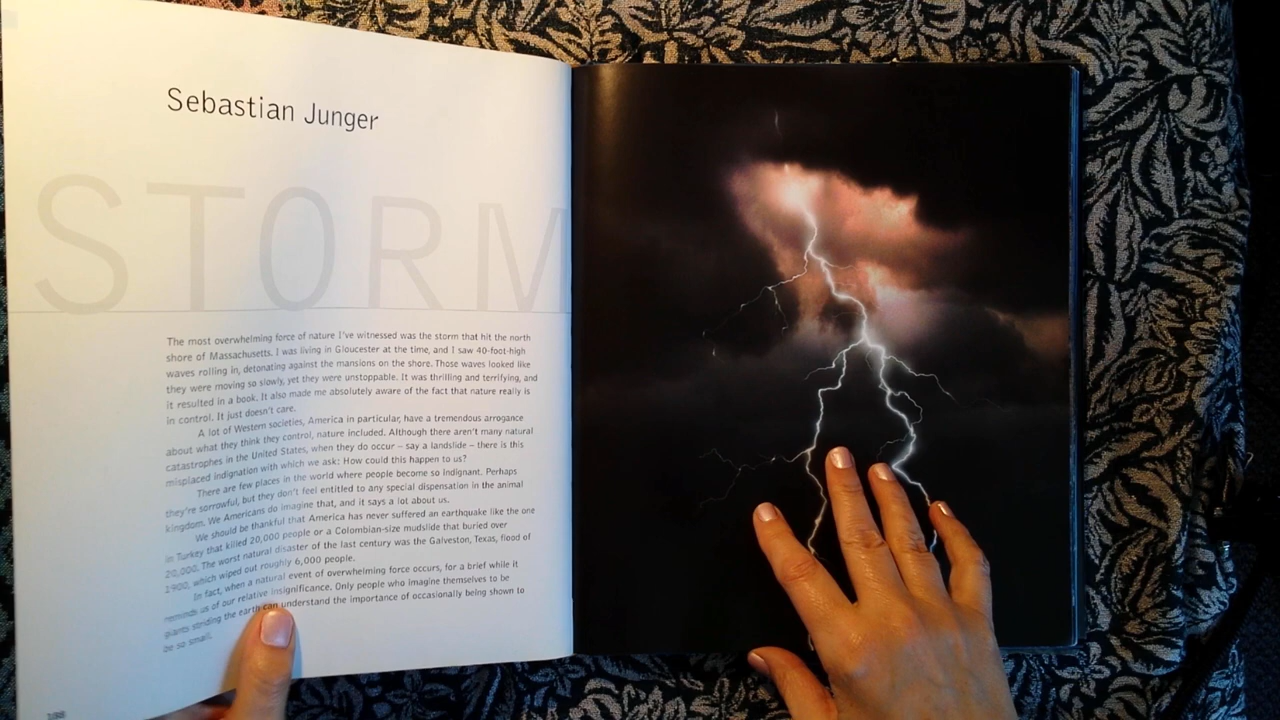 Sebastian Junger
STORM
The most overwhelming force of nature I've witnessed was the storm that hit the north
shore of Massachusetts. I was living in Gloucester at the time, and I saw 40-foot-high
waves rolling in, detonating against the mansions on the shore. Those waves looked like
they were moving so slowly, yet they were unstoppable. It was thrilling and terrifying, and
it resulted in a book. It also made me absolutely aware of the fact that nature really is
in control. It just doesn't care.
A lot of Western societies, America in particular, have a tremendous arrogance
about what they think they control, nature included. Although there aren't many natural
catastrophes in the United States, when they do occur – say a landslide – there is this
misplaced indignation with which we ask: How could this happen to us?
There are few places in the world where people become so indignant. Perhaps
they're sorrowful, but they don't feel entitled to any special dispensation in the animal
kingdom. We Americans do imagine that, and it says a lot about us.
We should be thankful that America has never suffered an earthquake like the one
in Turkey that killed 20,000 people or a Colombian-size mudslide that buried over
20,000. The worst natural disaster of the last century was the Galveston, Texas, flood of
1900, which wiped out roughly 6,000 people.
In fact, when a natural event of overwhelming force occurs, for a brief while it
reminds us of our relative insignificance. Only people who imagine themselves to be
giants striding the earth can understand the importance of occasionally being shown to
be so small.
198